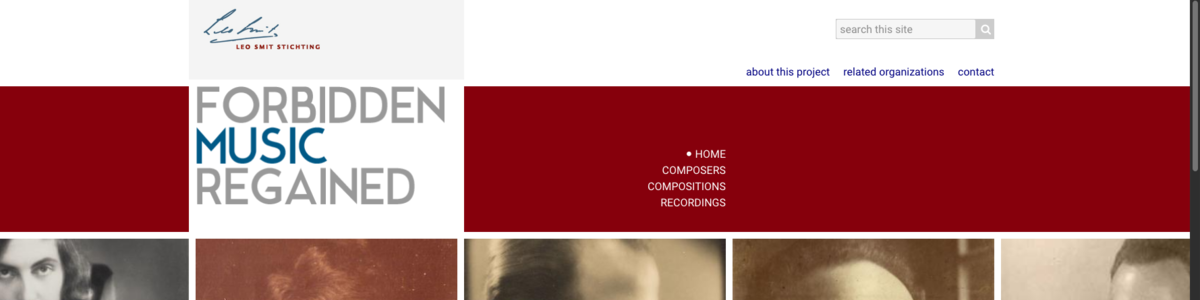 Leo Smit
LEO SMIT STICHTING
search this site
about this project related organizations contact
FORBIDDEN
MUSIC
REGAINED
HOME
COMPOSERS
COMPOSITIONS
RECORDINGS